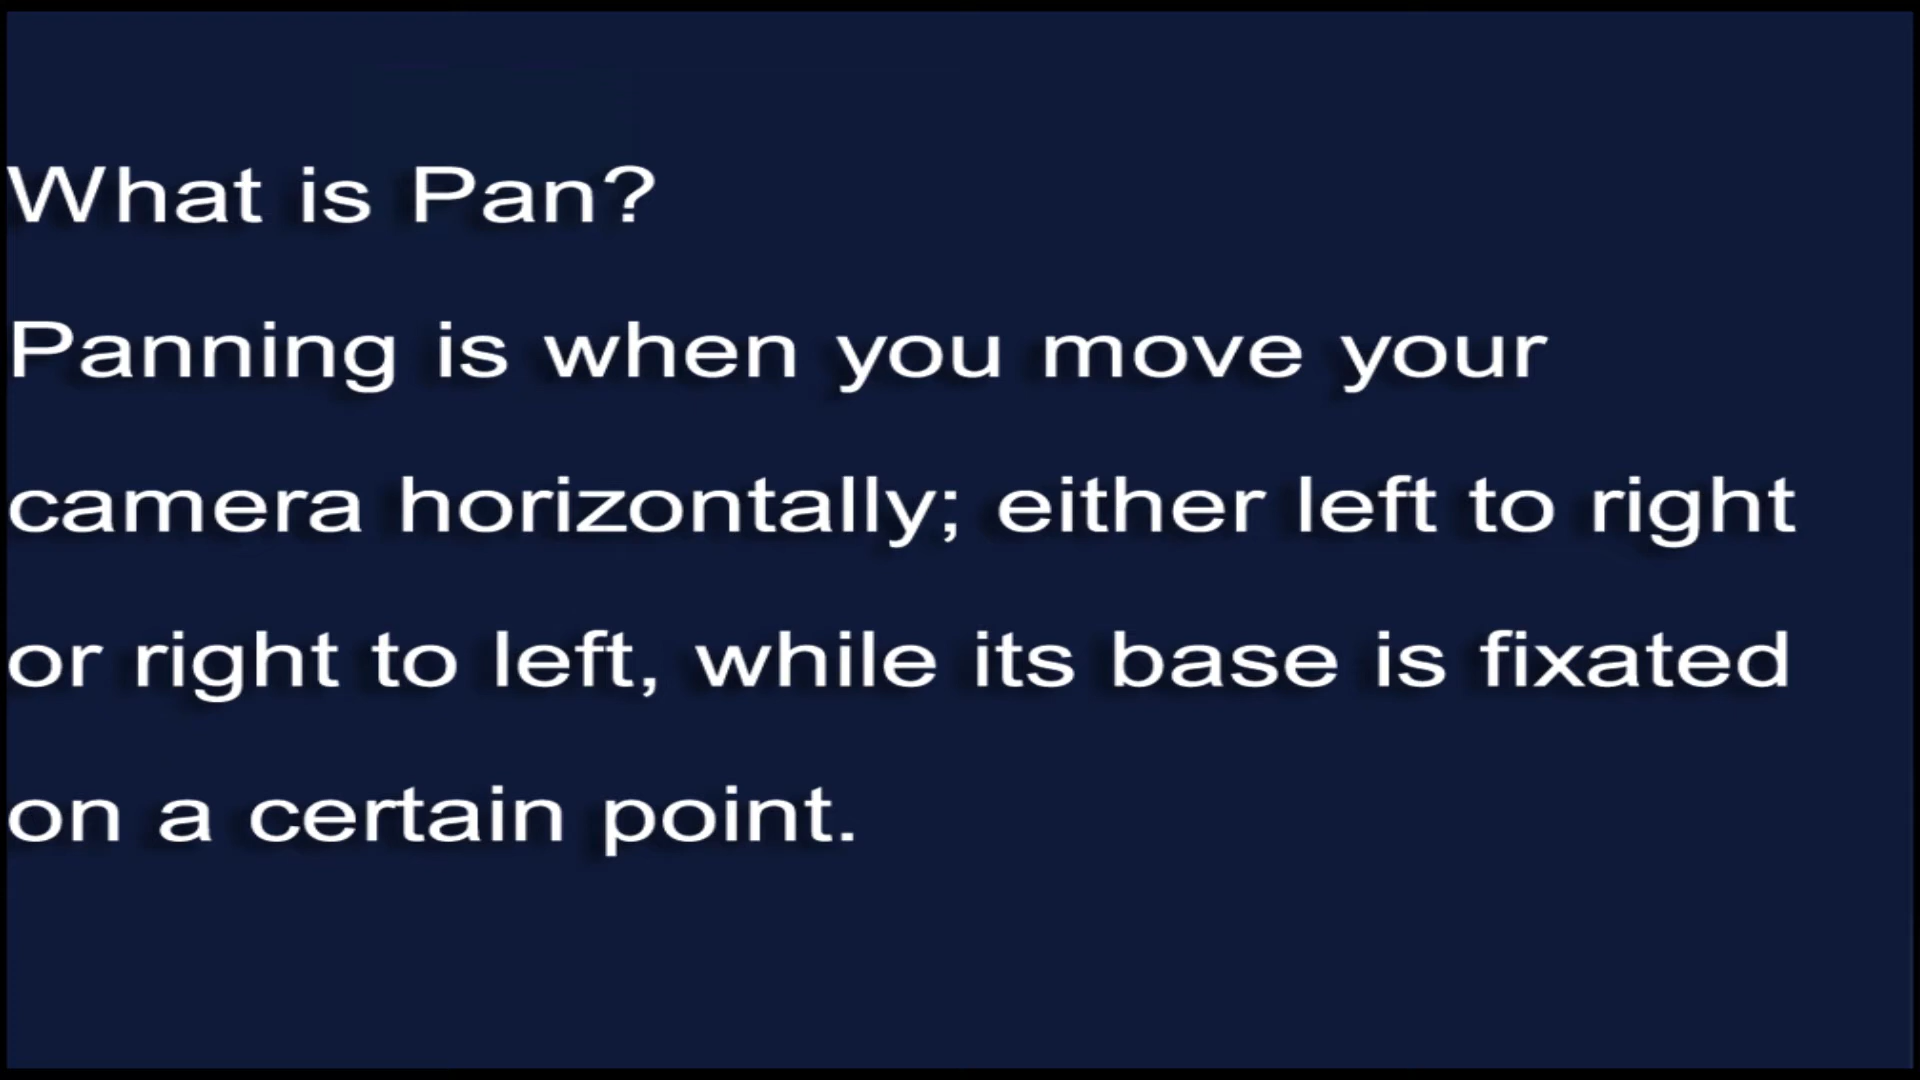 What is Pan?
Panning is when you move your
camera horizontally; either left to right
or right to left, while its base is fixated
on a certain point.